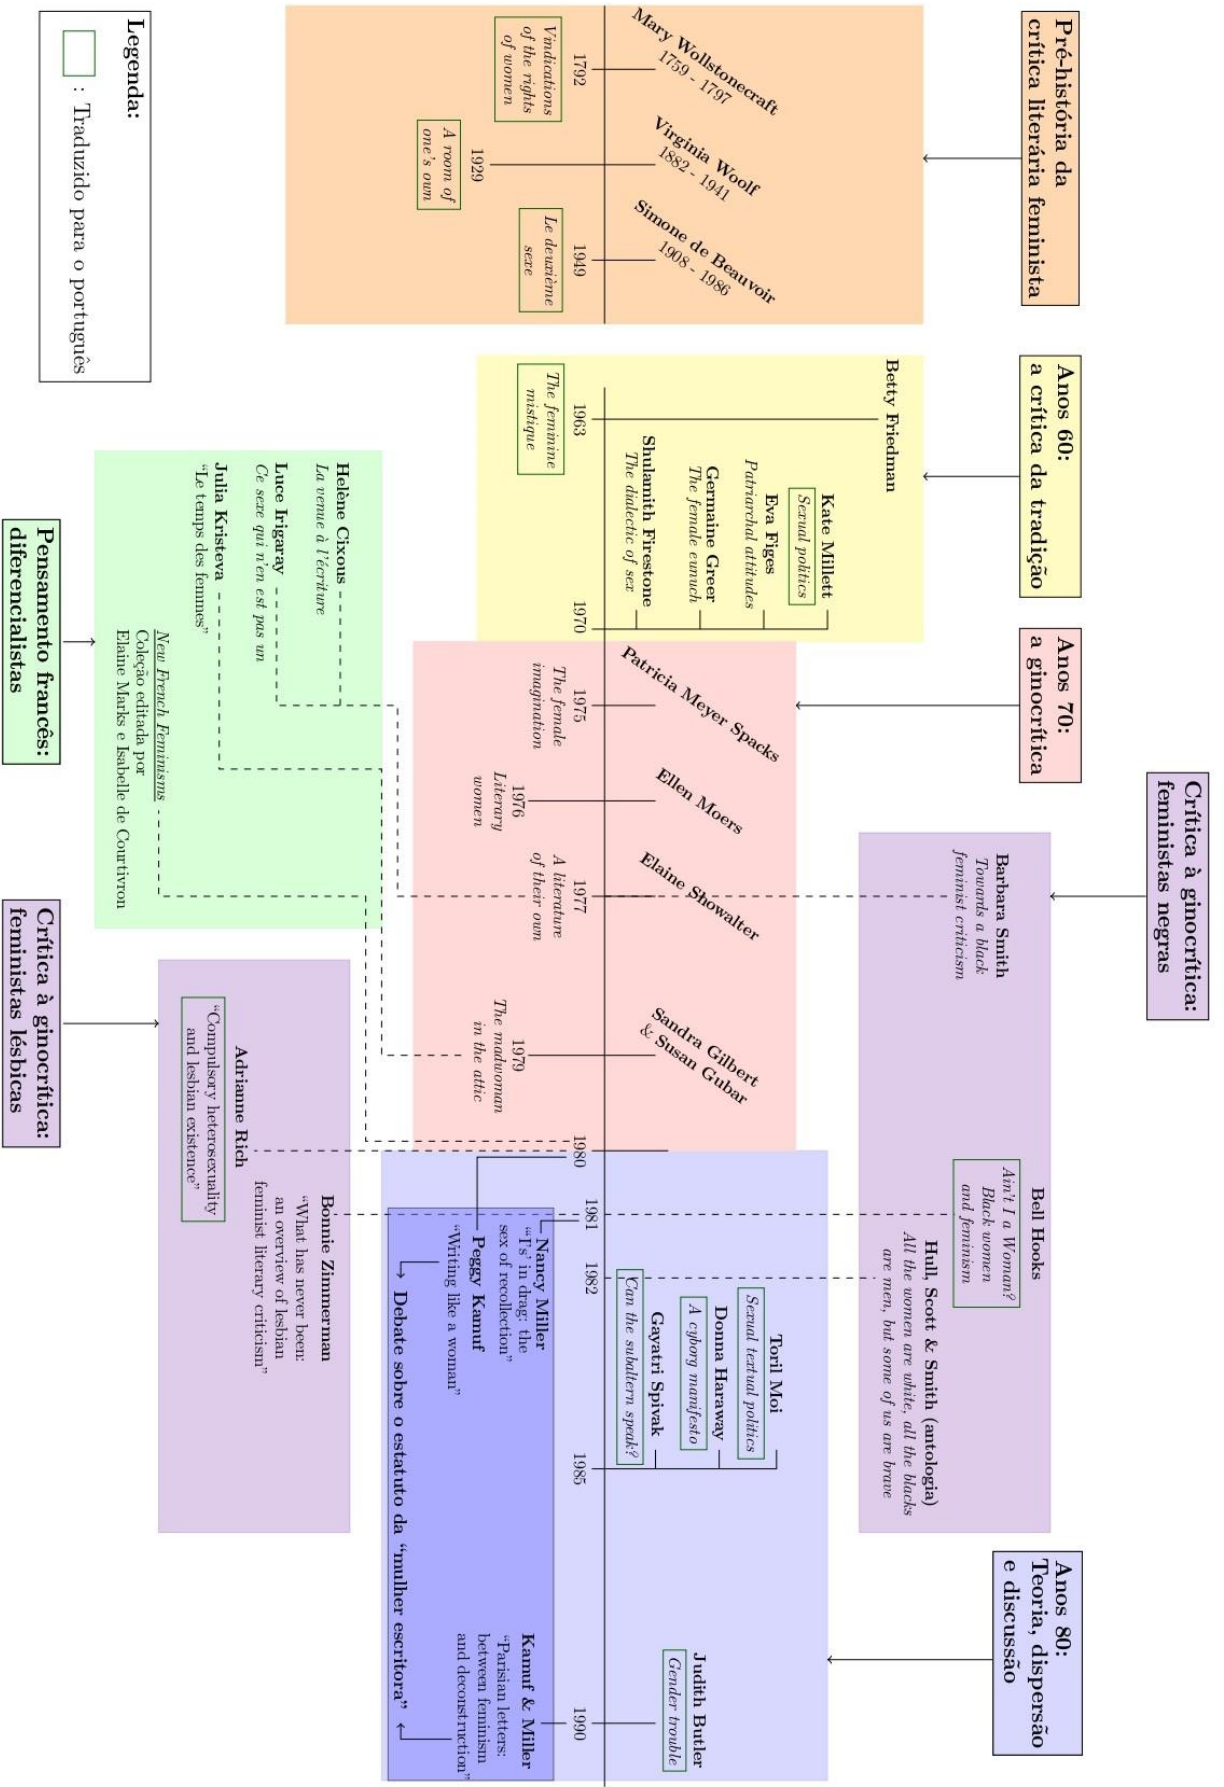 Pré-história da
crítica literária feminista
Mary Wollstonecraft
1759 - 1797
1792
Vindications
of the rights
of women
Virginia Woolf
1882 - 1941
1929
A room of
one's own
Simone de Beauvoir
1908 - 1986
1949
Le deuxième
sexe
Anos 60:
a crítica da tradição
Betty Friedman
1963
The feminine
mistique
Kate Millett
Sexual politics
Eva Figes
Patriarchal attitudes
Germaine Greer
The female eunuch
Shulamith Firestone
The dialectic of sex
1970
Anos 70:
a ginocrítica
Patricia Meyer Spacks
1975
The female
imagination
Ellen Moers
1976
Literary
women
Elaine Showalter
1977
A literature
of their own
Sandra Gilbert
& Susan Gubar
1979
The madwoman
in the attic
Crítica à ginocrítica:
feministas negras
Barbara Smith
Towards a black
feminist criticism
Bell Hooks
Ain't I a Woman?
Black women
and feminism
Hull, Scott & Smith (antologia)
All the women are white, all the blacks
are men, but some of us are brave
Anos 80:
Teoria, dispersão
e discussão
1980
1981
1982
Toril Moi
Sexual textual politics
Donna Haraway
A cyborg manifesto
Gayatri Spivak
Can the subaltern speak?
1985
Judith Butler
Gender trouble
1990
Nancy Miller
"'I's' in drag: the
sex of recollection"
Peggy Kamuf
"Writing like a woman"
Kamuf & Miller
"Parisian letters:
between feminism
and deconstruction"
Debate sobre o estatuto da "mulher escritora"
Helène Cixous
La venue à l'écriture
Luce Irigaray
Ce sexe qui n'en est pas un
Julia Kristeva
"Le temps des femmes"
New French Feminisms
Coleção editada por
Elaine Marks e Isabelle de Courtivron
Pensamento francês:
diferencialistas
Bonnie Zimmerman
"What has never been:
an overview of lesbian
feminist literary criticism"
Adrianne Rich
"Compulsory heterosexuality
and lesbian existence"
Crítica à ginocrítica:
feministas lésbicas
Legenda:
: Traduzido para o português